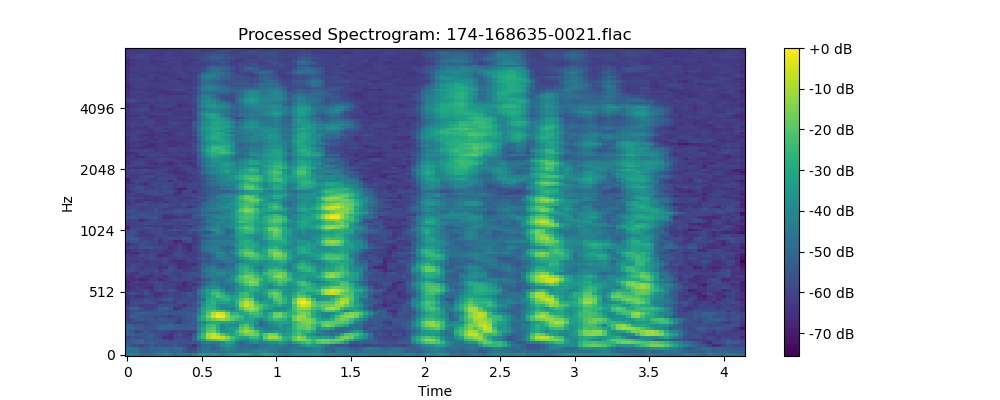 Processed Spectrogram: 174-168635-0021.flac
Hz
4096
2048
1024
512
0
0
0.5
1
1.5
2
2.5
3
3.5
4
Time
+0 dB
-10 dB
-20 dB
-30 dB
-40 dB
-50 dB
-60 dB
-70 dB